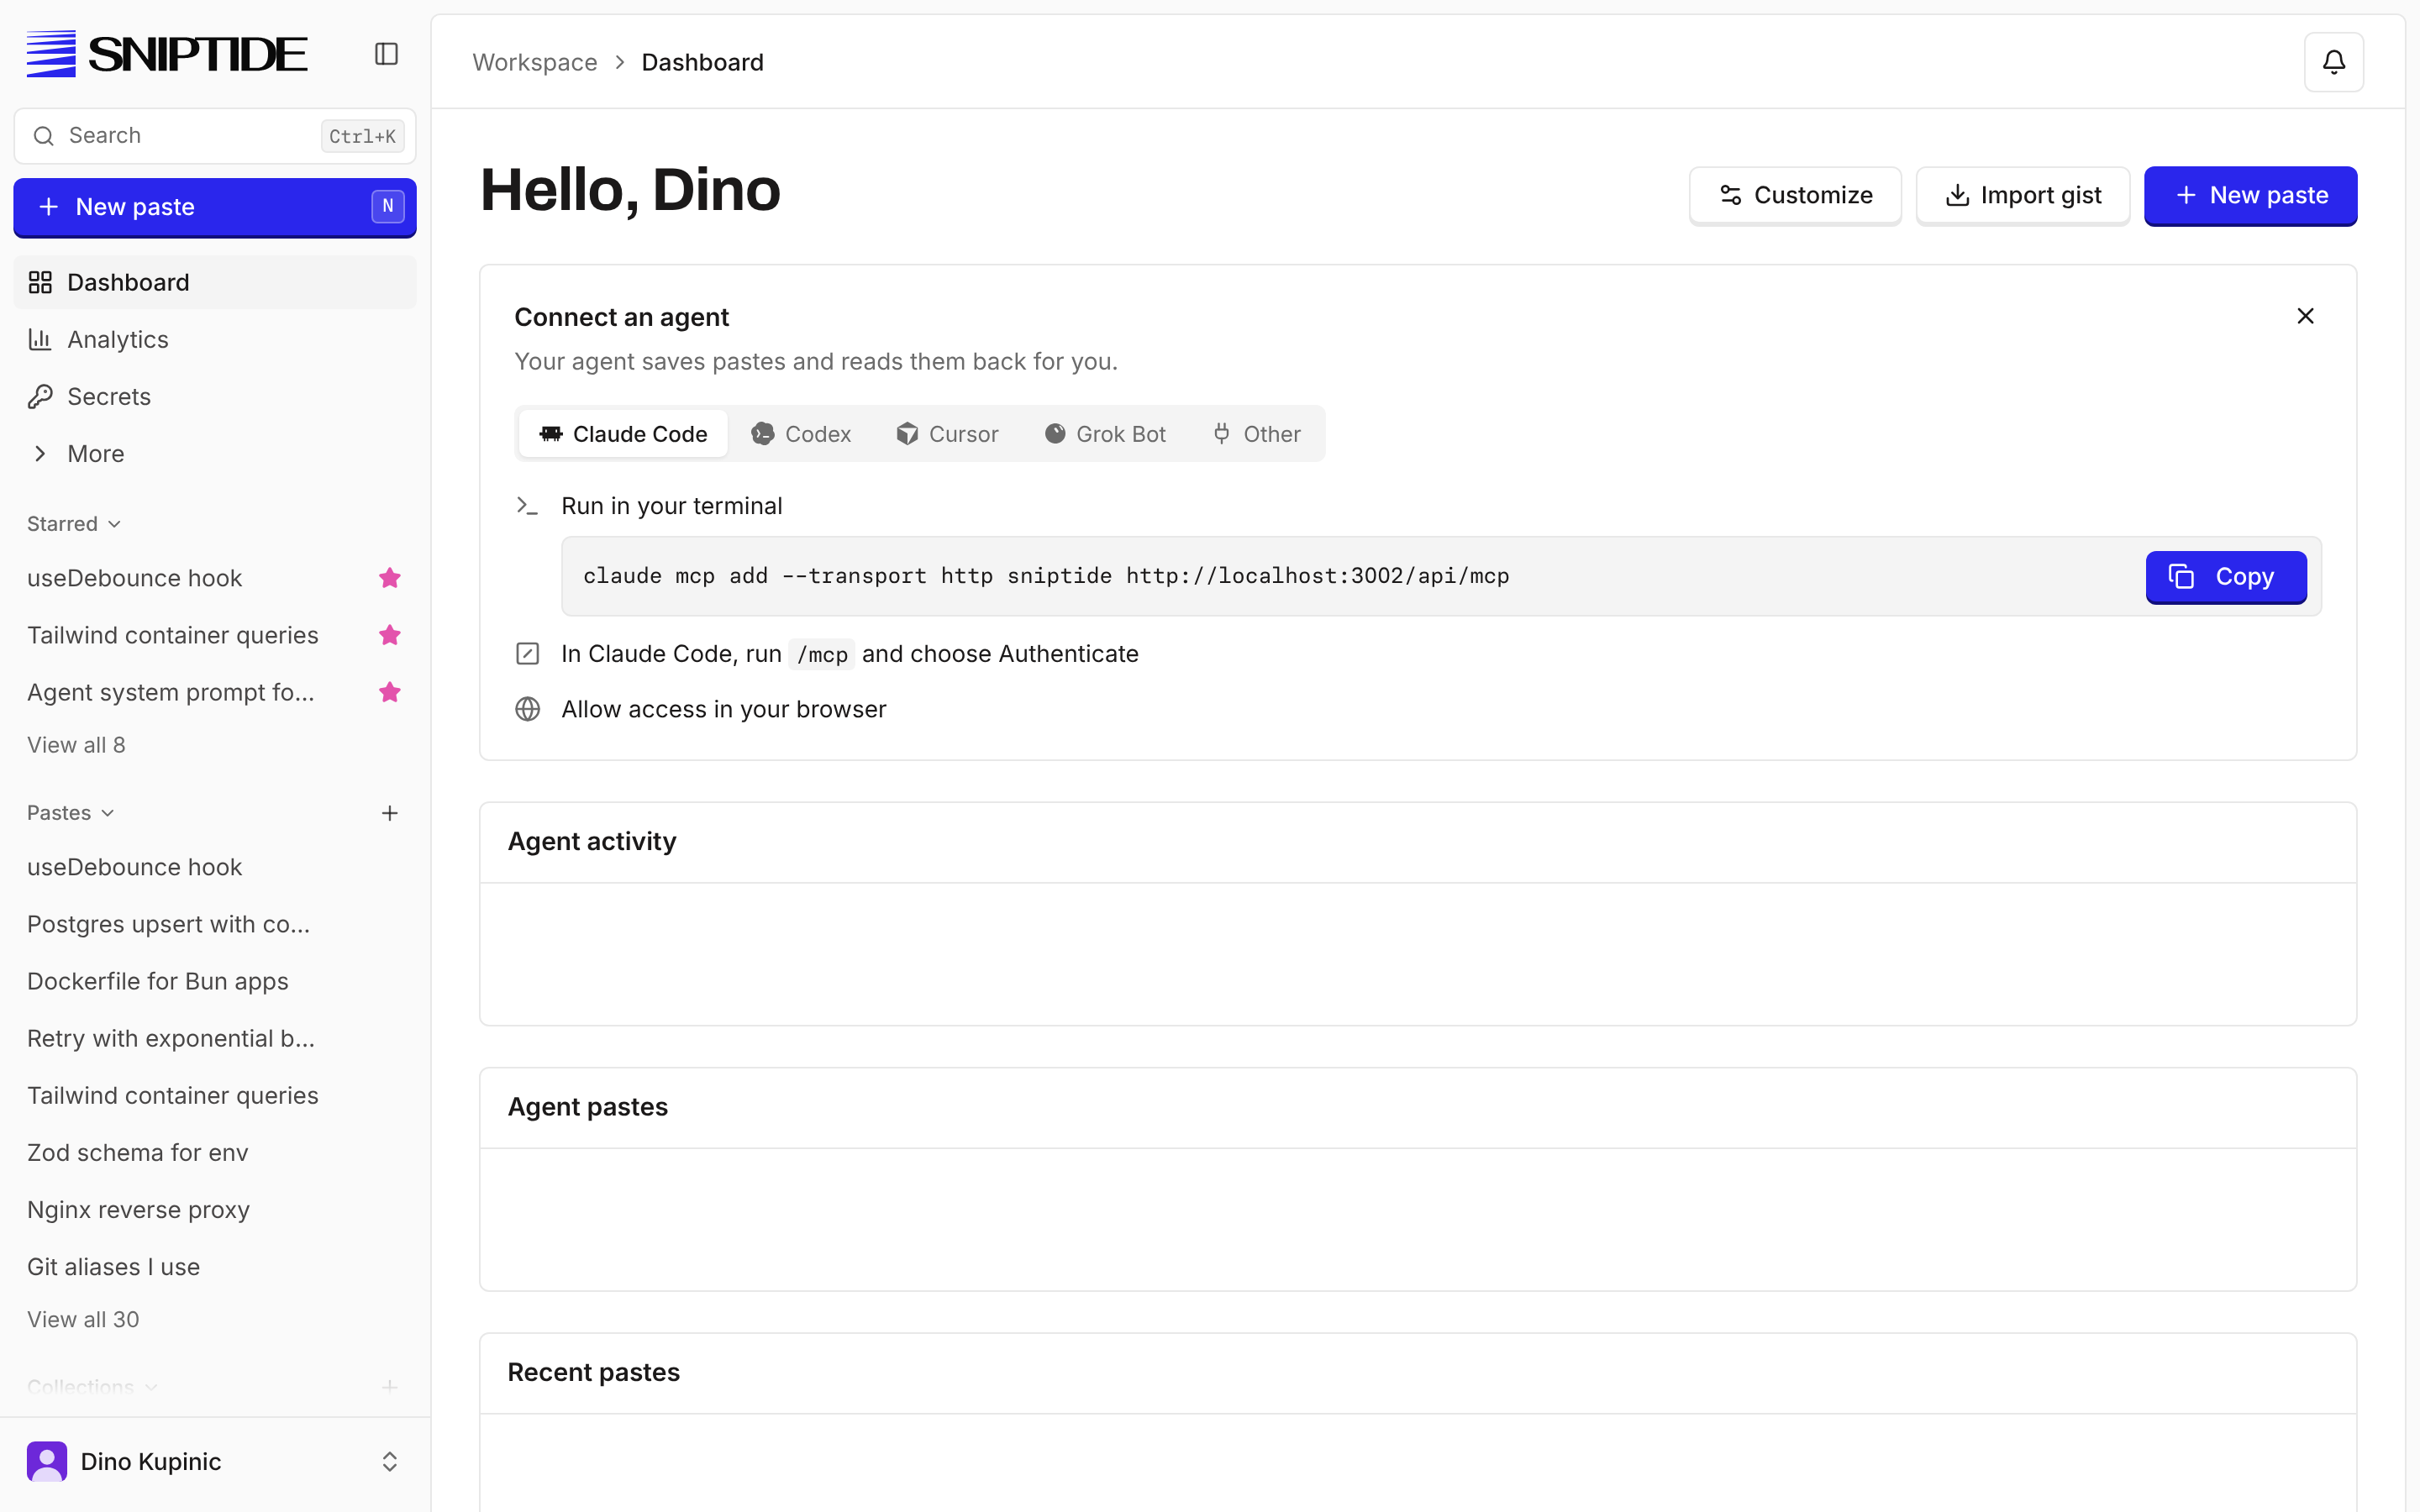 SNIPTIDE
Search Ctrl+K
New paste N
Dashboard
Analytics
Secrets
More
Starred
useDebounce hook
Tailwind container queries
Agent system prompt fo...
View all 8
Pastes
useDebounce hook
Postgres upsert with co...
Dockerfile for Bun apps
Retry with exponential b...
Tailwind container queries
Zod schema for env
Nginx reverse proxy
Git aliases I use
View all 30
Collections
Dino Kupinic
Workspace > Dashboard
Hello, Dino
Customize Import gist New paste
Connect an agent
Your agent saves pastes and reads them back for you.
Claude Code Codex Cursor Grok Bot Other
Run in your terminal
claude mcp add --transport http sniptide http://localhost:3002/api/mcp Copy
In Claude Code, run /mcp and choose Authenticate
Allow access in your browser
Agent activity
Agent pastes
Recent pastes